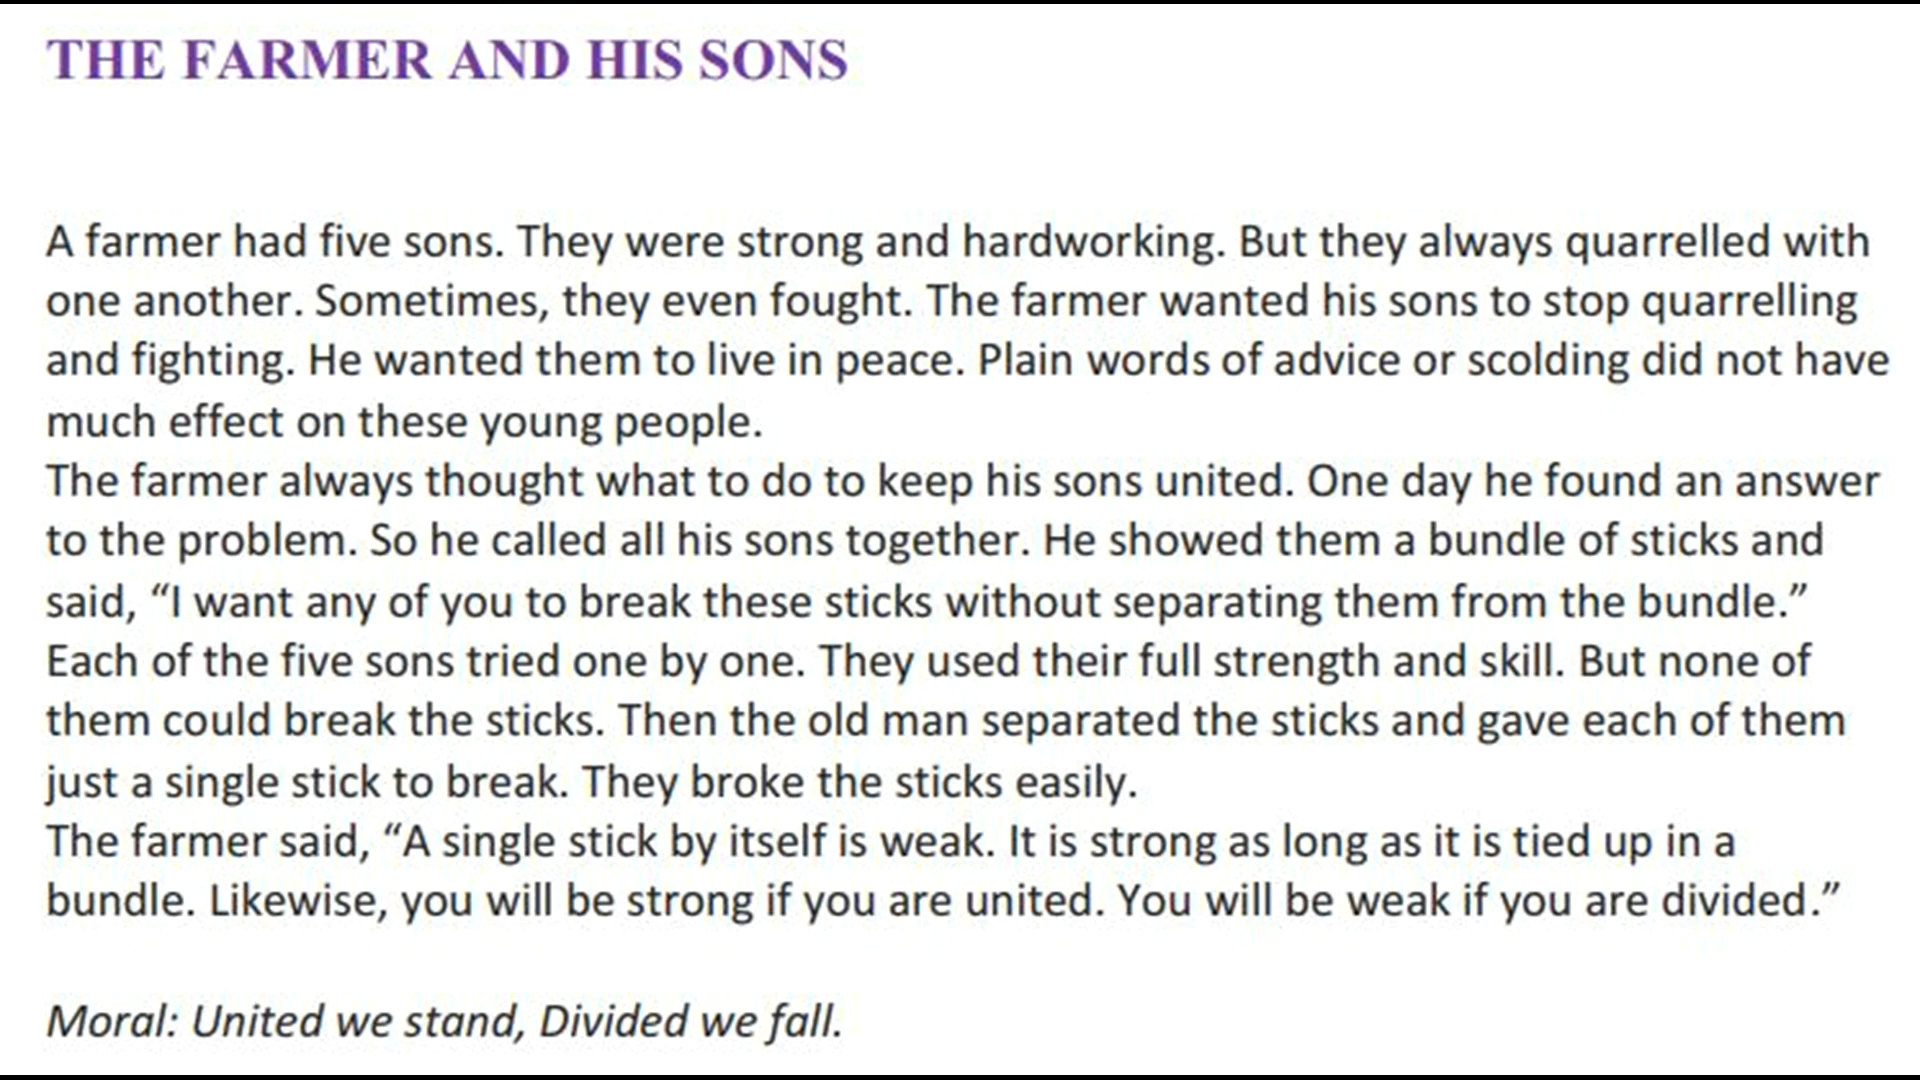 THE FARMER AND HIS SONS
A farmer had five sons. They were strong and hardworking. But they always quarrelled with
one another. Sometimes, they even fought. The farmer wanted his sons to stop quarrelling
and fighting. He wanted them to live in peace. Plain words of advice or scolding did not have
much effect on these young people.
The farmer always thought what to do to keep his sons united. One day he found an answer
to the problem. So he called all his sons together. He showed them a bundle of sticks and
said, “I want any of you to break these sticks without separating them from the bundle.”
Each of the five sons tried one by one. They used their full strength and skill. But none of
them could break the sticks. Then the old man separated the sticks and gave each of them
just a single stick to break. They broke the sticks easily.
The farmer said, “A single stick by itself is weak. It is strong as long as it is tied up in a
bundle. Likewise, you will be strong if you are united. You will be weak if you are divided.”
Moral: United we stand, Divided we fall.